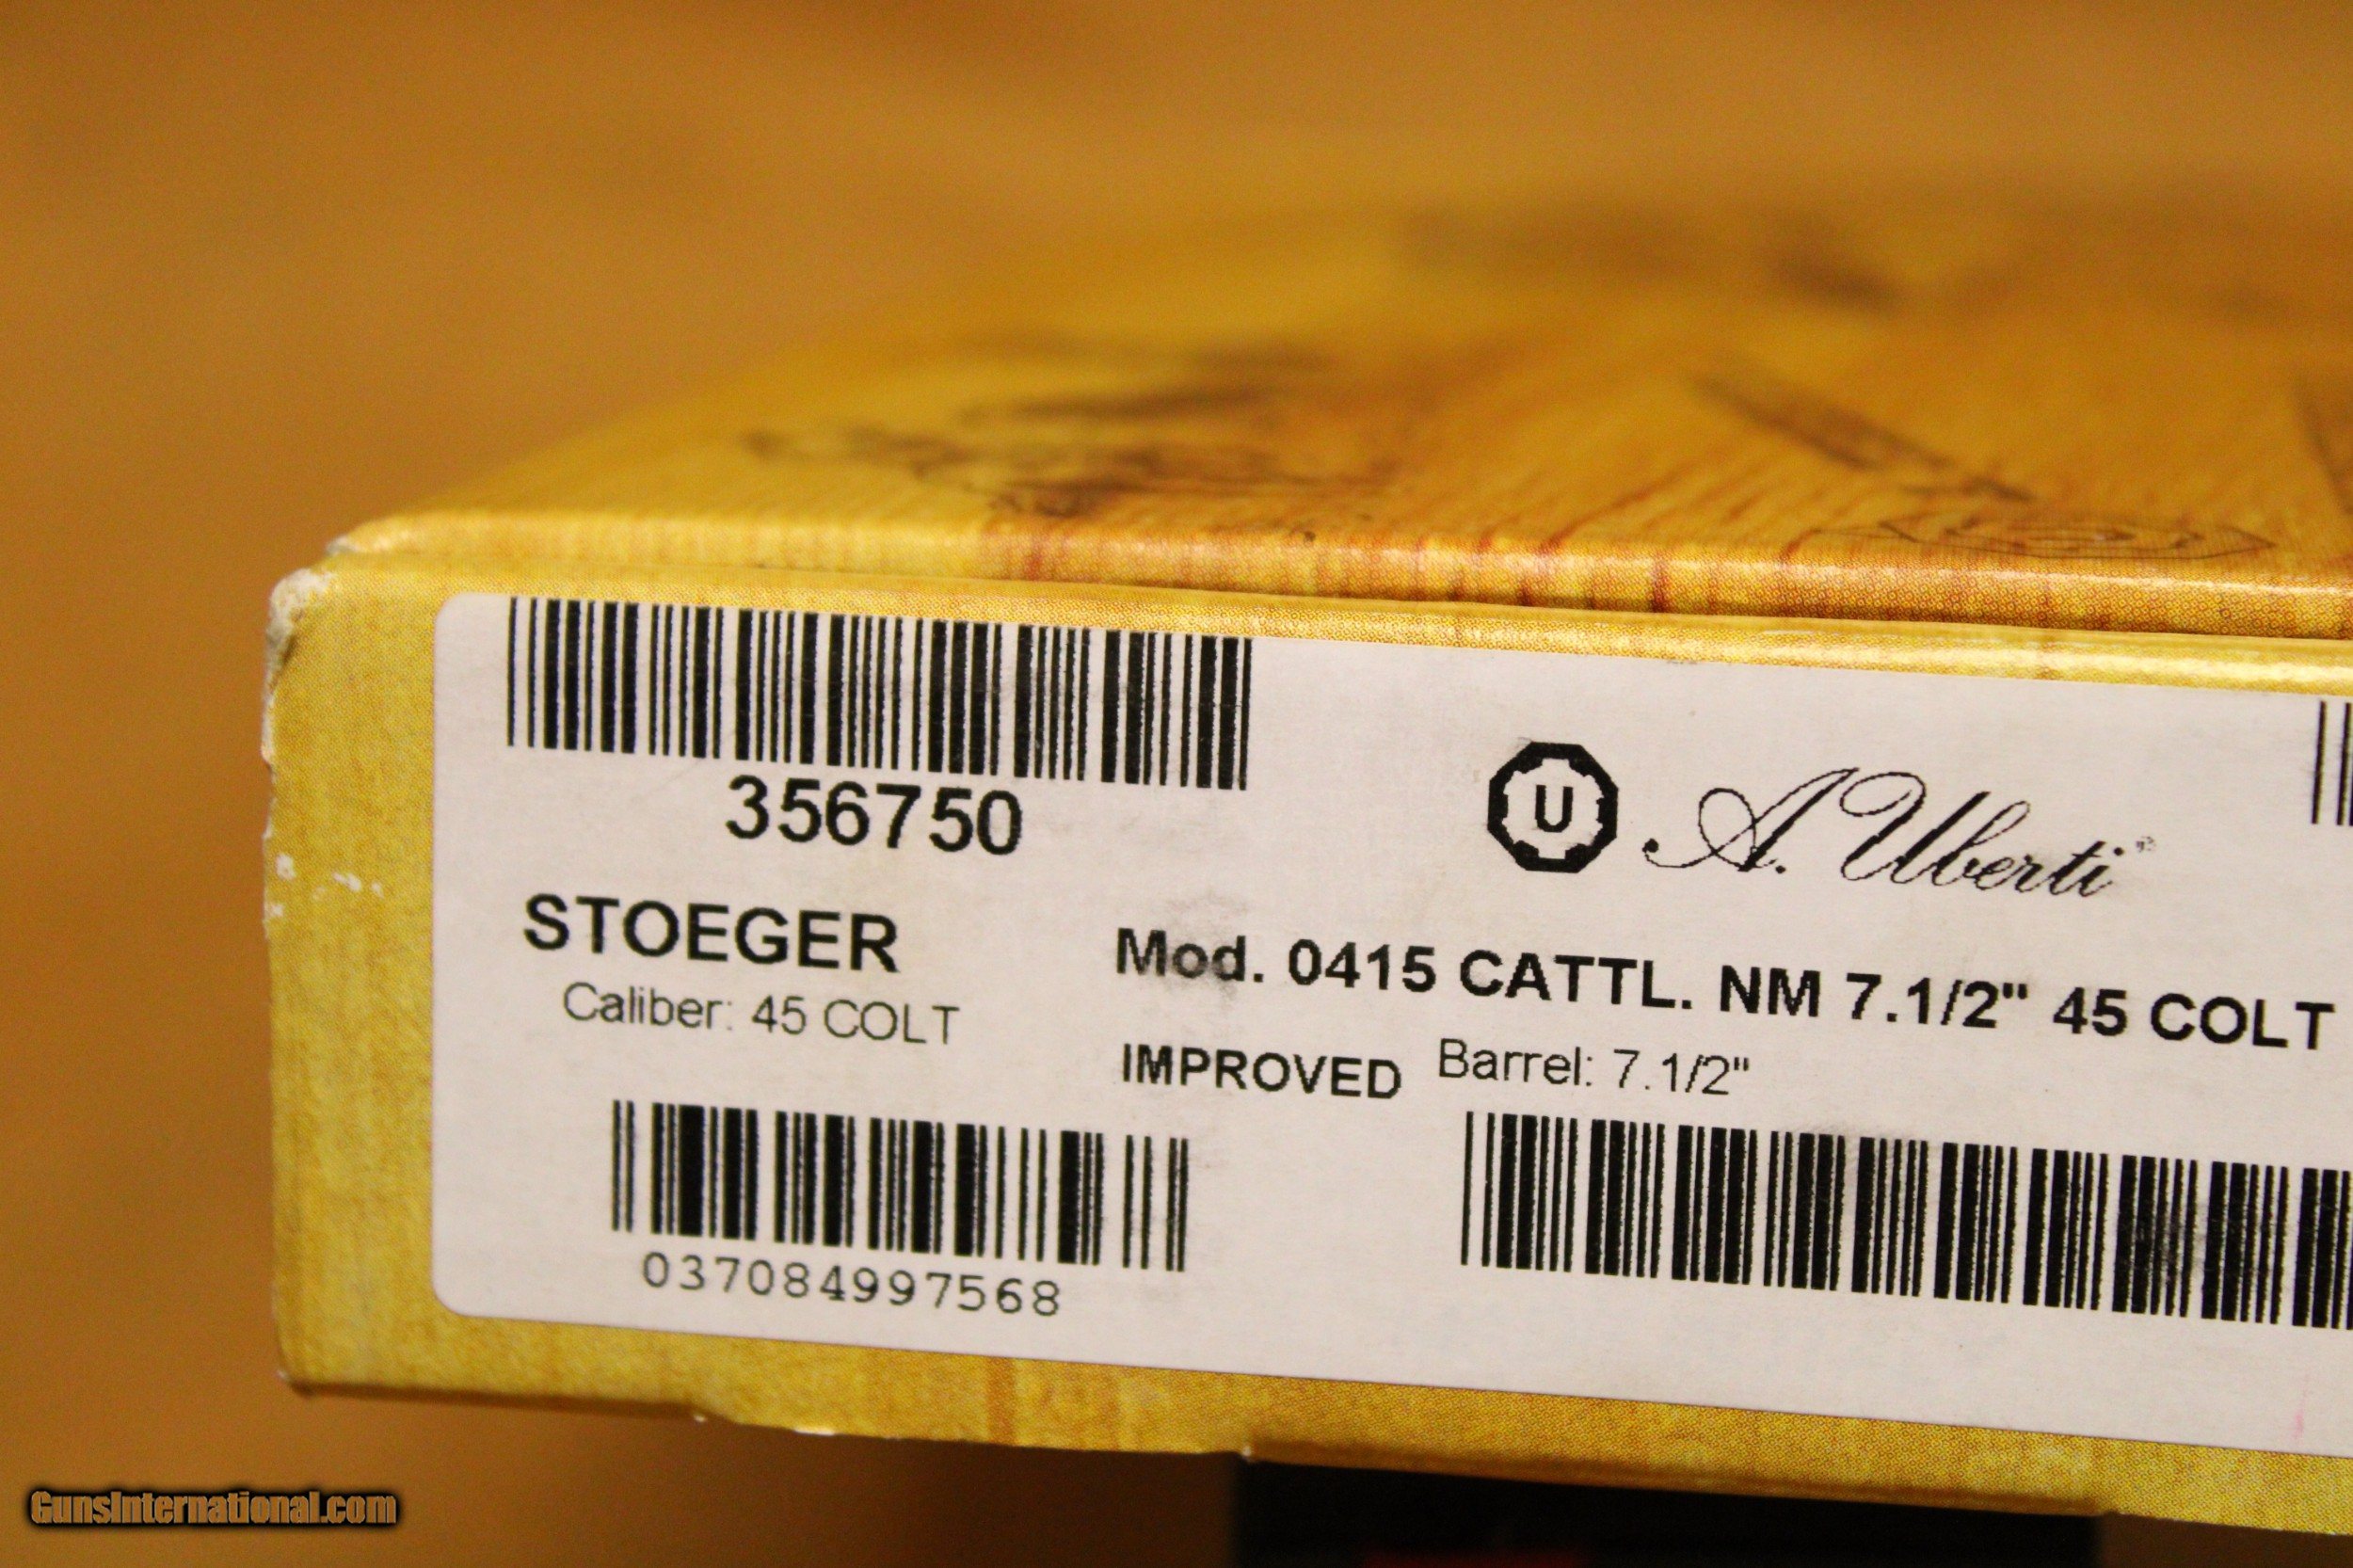 356750
U A. Uberti
STOEGER
Caliber: 45 COLT
Mod. 0415 CATTL. NM 7.1/2" 45 COLT
IMPROVED Barrel: 7.1/2"
037084997568
GunsInternational.com